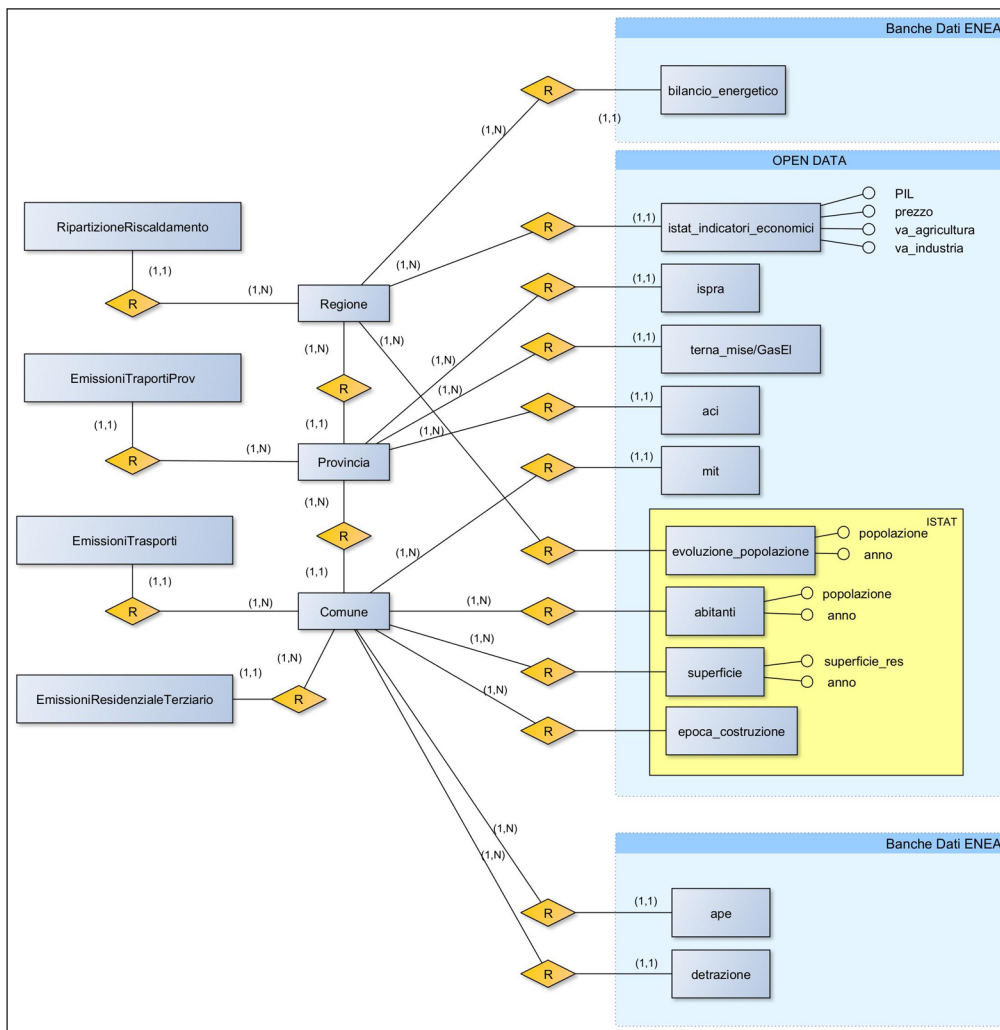 Banche Dati ENEA
R
bilancio_energetico
(1,N)
(1,1)
OPEN DATA
PIL
RipartizioneRiscaldamento
R
(1,1)
istat_indicatori_economici
prezzo
va_agricultura
va_industria
(1,1)
(1,N)
R
(1,1)
ispra
R
(1,N)
Regione
(1,N)
R
(1,1)
terna_mise/GasEl
(1,N)
(1,N)
EmissioniTraportiProv
R
(1,N)
R
(1,1)
aci
(1,1)
(1,1)
(1,N)
R
(1,N)
Provincia
R
(1,1)
mit
(1,N)
ISTAT
EmissioniTrasporti
R
(1,N)
R
evoluzione_popolazione
popolazione
anno
(1,1)
(1,1)
R
(1,N)
Comune
(1,N)
R
abitanti
popolazione
anno
(1,N)
(1,N)
EmissioniResidenzialeTerziario
(1,1)
R
R
superficie
superficie_res
anno
(1,N)
R
epoca_costruzione
(1,N)
(1,N)
Banche Dati ENEA
R
(1,1)
ape
R
(1,1)
detrazione